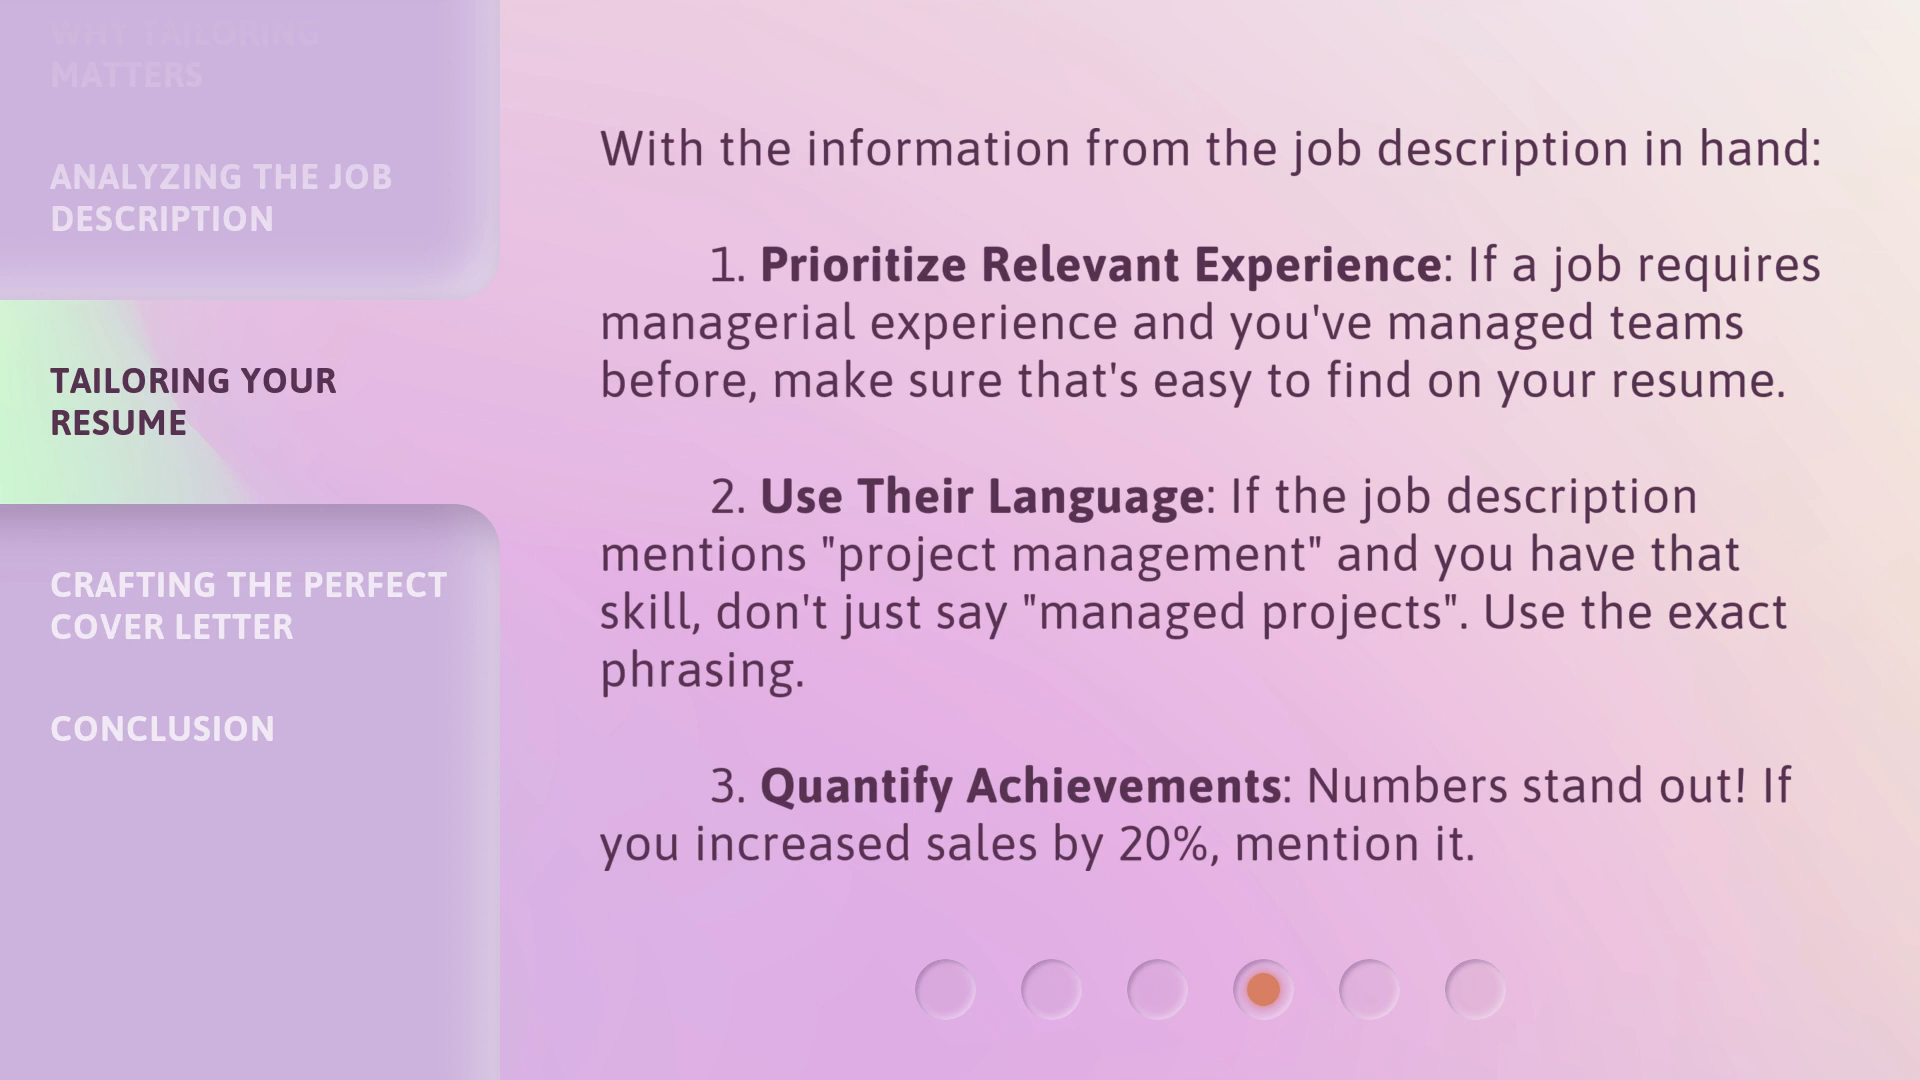 WHY TAILORING
MATTERS
ANALYZING THE JOB
DESCRIPTION
TAILORING YOUR
RESUME
CRAFTING THE PERFECT
COVER LETTER
CONCLUSION
With the information from the job description in hand:
1. Prioritize Relevant Experience: If a job requires
managerial experience and you've managed teams
before, make sure that's easy to find on your resume.
2. Use Their Language: If the job description
mentions "project management" and you have that
skill, don't just say "managed projects". Use the exact
phrasing.
3. Quantify Achievements: Numbers stand out! If
you increased sales by 20%, mention it.